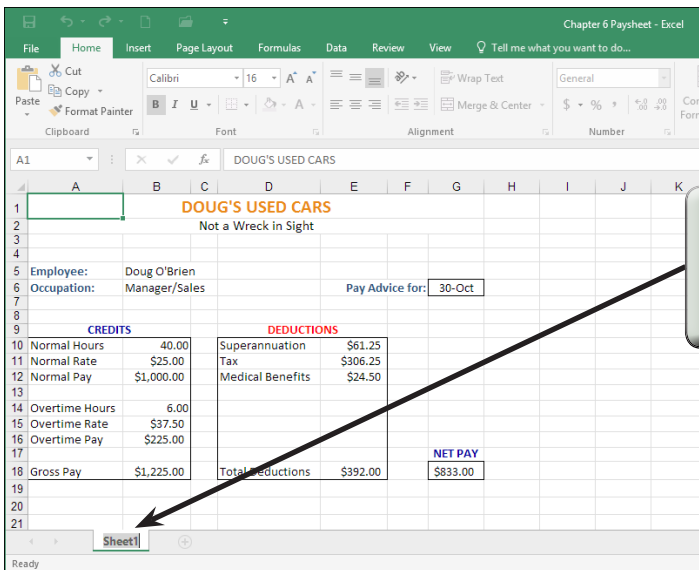 Chapter 6 Paysheet - Excel
File Home Insert Page Layout Formulas Data Review View Tell me what you want to do...
Cut
Copy
Format Painter
Paste
Clipboard
Calibri 16 A A
B I U A
Font
Wrap Text
Merge & Center
Alignment
General
$ % , .0 .00 .00 .0
Number
Con
Form
A1 fx DOUG'S USED CARS
A B C D E F G H I J K
1 DOUG'S USED CARS
2 Not a Wreck in Sight
3
4
5 Employee: Doug O'Brien
6 Occupation: Manager/Sales Pay Advice for: 30-Oct
7
8
9 CREDITS DEDUCTIONS
10 Normal Hours 40.00 Superannuation $61.25
11 Normal Rate $25.00 Tax $306.25
12 Normal Pay $1,000.00 Medical Benefits $24.50
13
14 Overtime Hours 6.00
15 Overtime Rate $37.50
16 Overtime Pay $225.00
17 NET PAY
18 Gross Pay $1,225.00 Total Deductions $392.00 $833.00
19
20
21
Sheet1
Ready